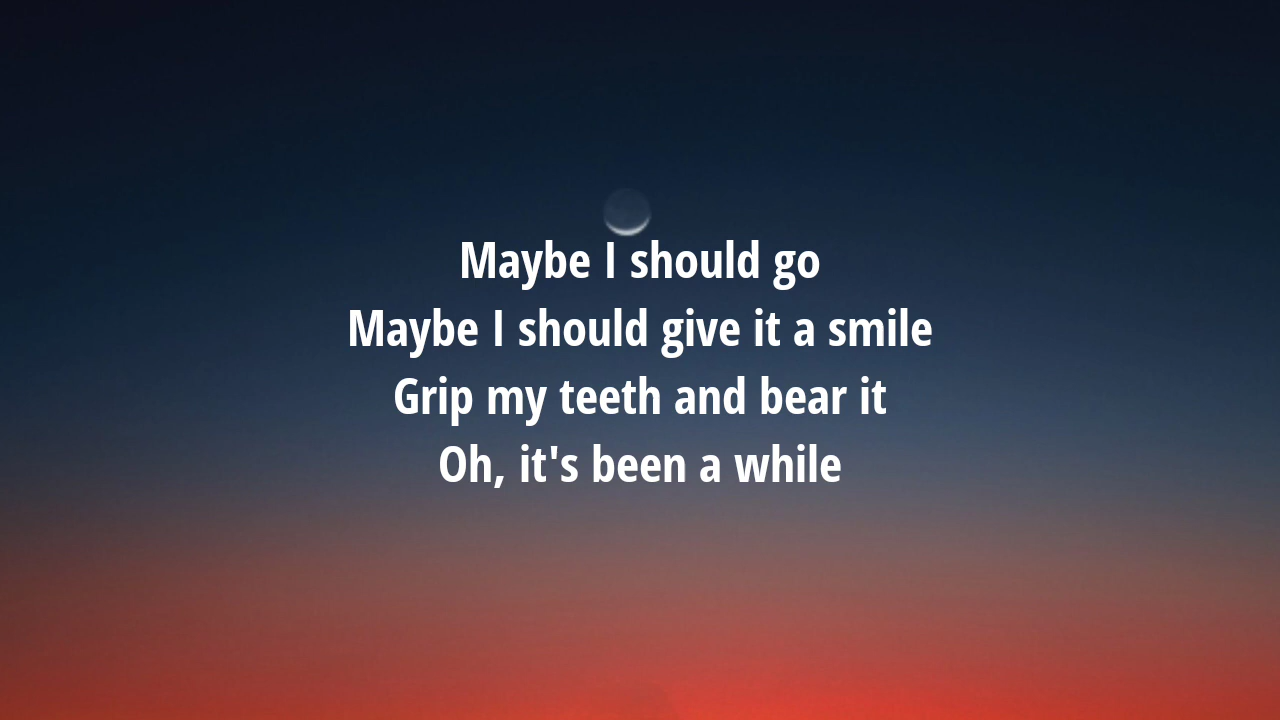 Maybe I should go
Maybe I should give it a smile
Grip my teeth and bear it
Oh, it's been a while